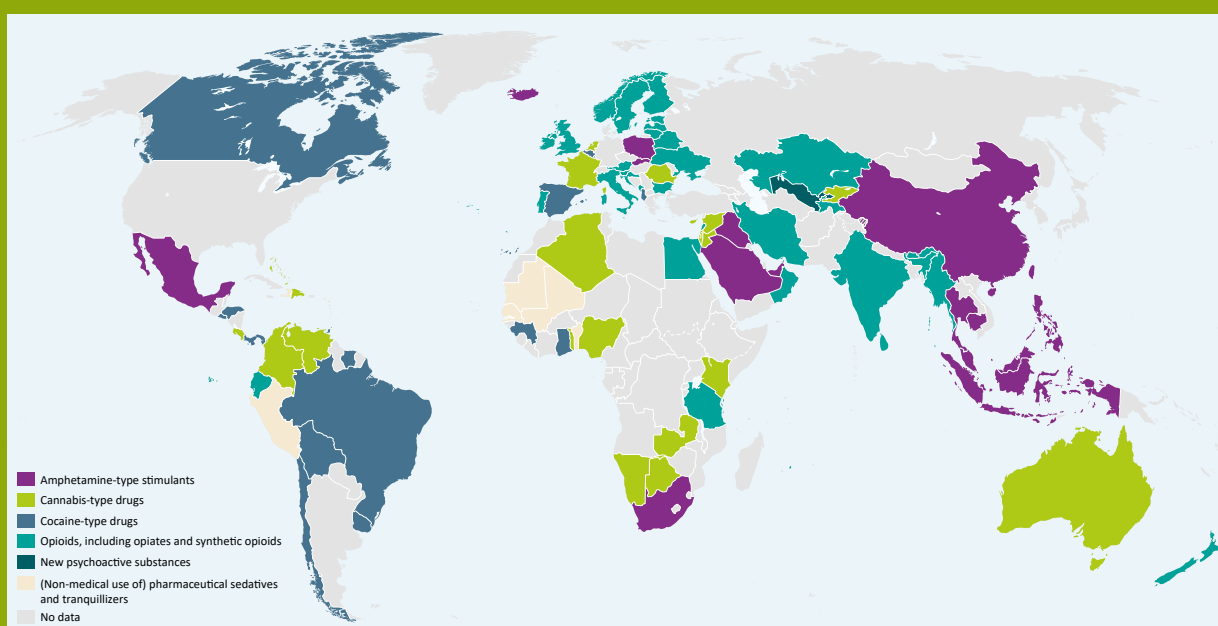 Amphetamine-type stimulants
Cannabis-type drugs
Cocaine-type drugs
Opioids, including opiates and synthetic opioids
New psychoactive substances
(Non-medical use of) pharmaceutical sedatives
and tranquillizers
No data